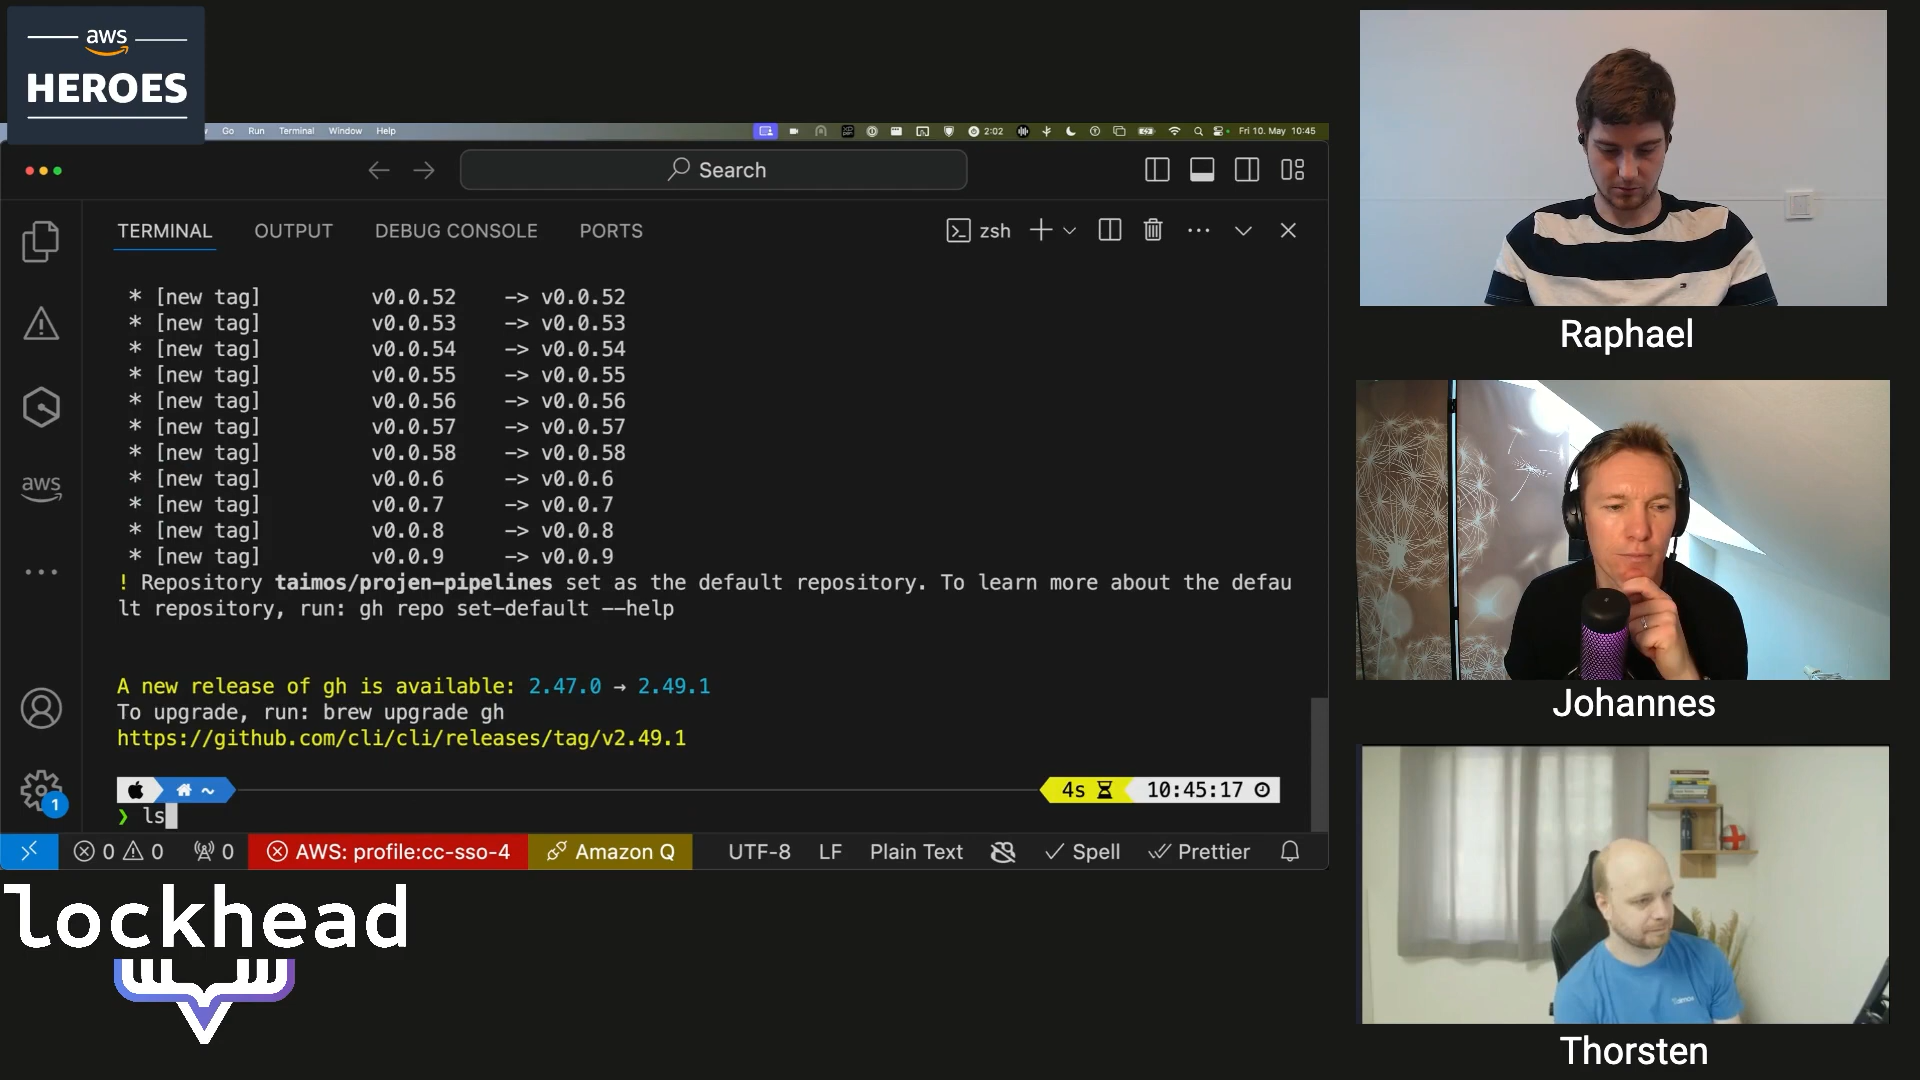 aws
HEROES
Go Run Terminal Window Help
2:02 Fri 10. May 10:45
Search
TERMINAL OUTPUT DEBUG CONSOLE PORTS
zsh
* [new tag] v0.0.52 -> v0.0.52
* [new tag] v0.0.53 -> v0.0.53
* [new tag] v0.0.54 -> v0.0.54
* [new tag] v0.0.55 -> v0.0.55
* [new tag] v0.0.56 -> v0.0.56
* [new tag] v0.0.57 -> v0.0.57
* [new tag] v0.0.58 -> v0.0.58
* [new tag] v0.0.6 -> v0.0.6
* [new tag] v0.0.7 -> v0.0.7
* [new tag] v0.0.8 -> v0.0.8
* [new tag] v0.0.9 -> v0.0.9
! Repository taimos/projen-pipelines set as the default repository. To learn more about the defau
lt repository, run: gh repo set-default --help
A new release of gh is available: 2.47.0 → 2.49.1
To upgrade, run: brew upgrade gh
https://github.com/cli/cli/releases/tag/v2.49.1
~ 4s 10:45:17
❯ ls
aws
1
0 0 0 AWS: profile:cc-sso-4 Amazon Q UTF-8 LF Plain Text Spell Prettier
lockhead
Raphael
Johannes
Thorsten